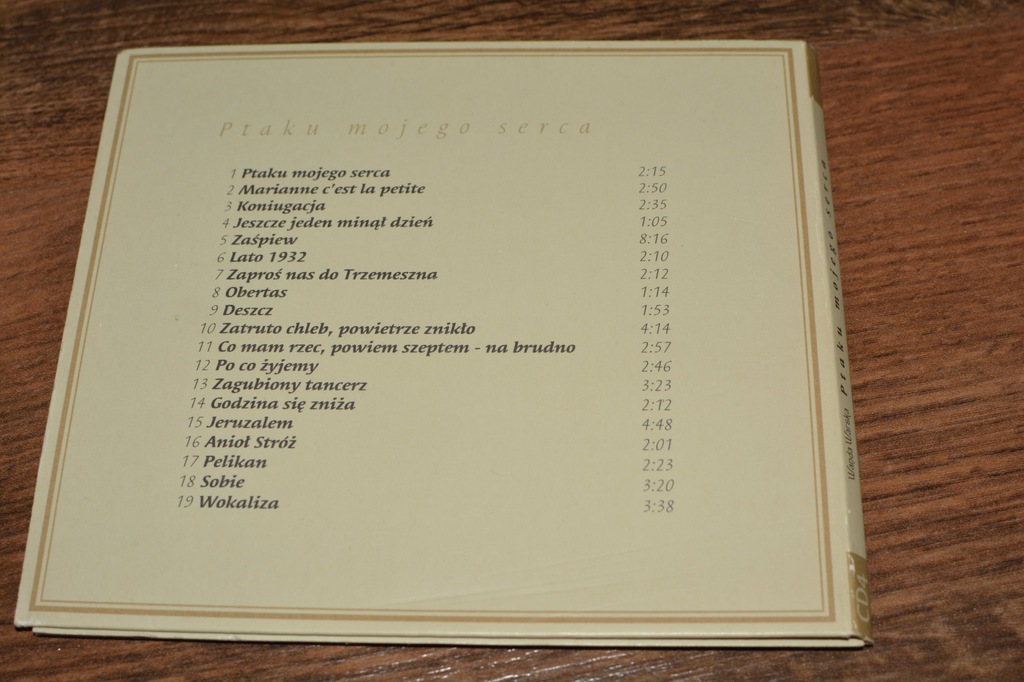 Ptaku mojego serca
1 Ptaku mojego serca 2:15
2 Marianne c'est la petite 2:50
3 Koniugacja 2:35
4 Jeszcze jeden minął dzień 1:05
5 Zaśpiew 8:16
6 Lato 1932 2:10
7 Zaproś nas do Trzemeszna 2:12
8 Obertas 1:14
9 Deszcz 1:53
10 Zatruto chleb, powietrze znikło 4:14
11 Co mam rzec, powiem szeptem - na brudno 2:57
12 Po co żyjemy 2:46
13 Zagubiony tancerz 3:23
14 Godzina się zniża 2:12
15 Jeruzalem 4:48
16 Anioł Stróż 2:01
17 Pelikan 2:23
18 Sobie 3:20
19 Wokaliza 3:38
Wanda Warska Ptaku mojego serca
CD4